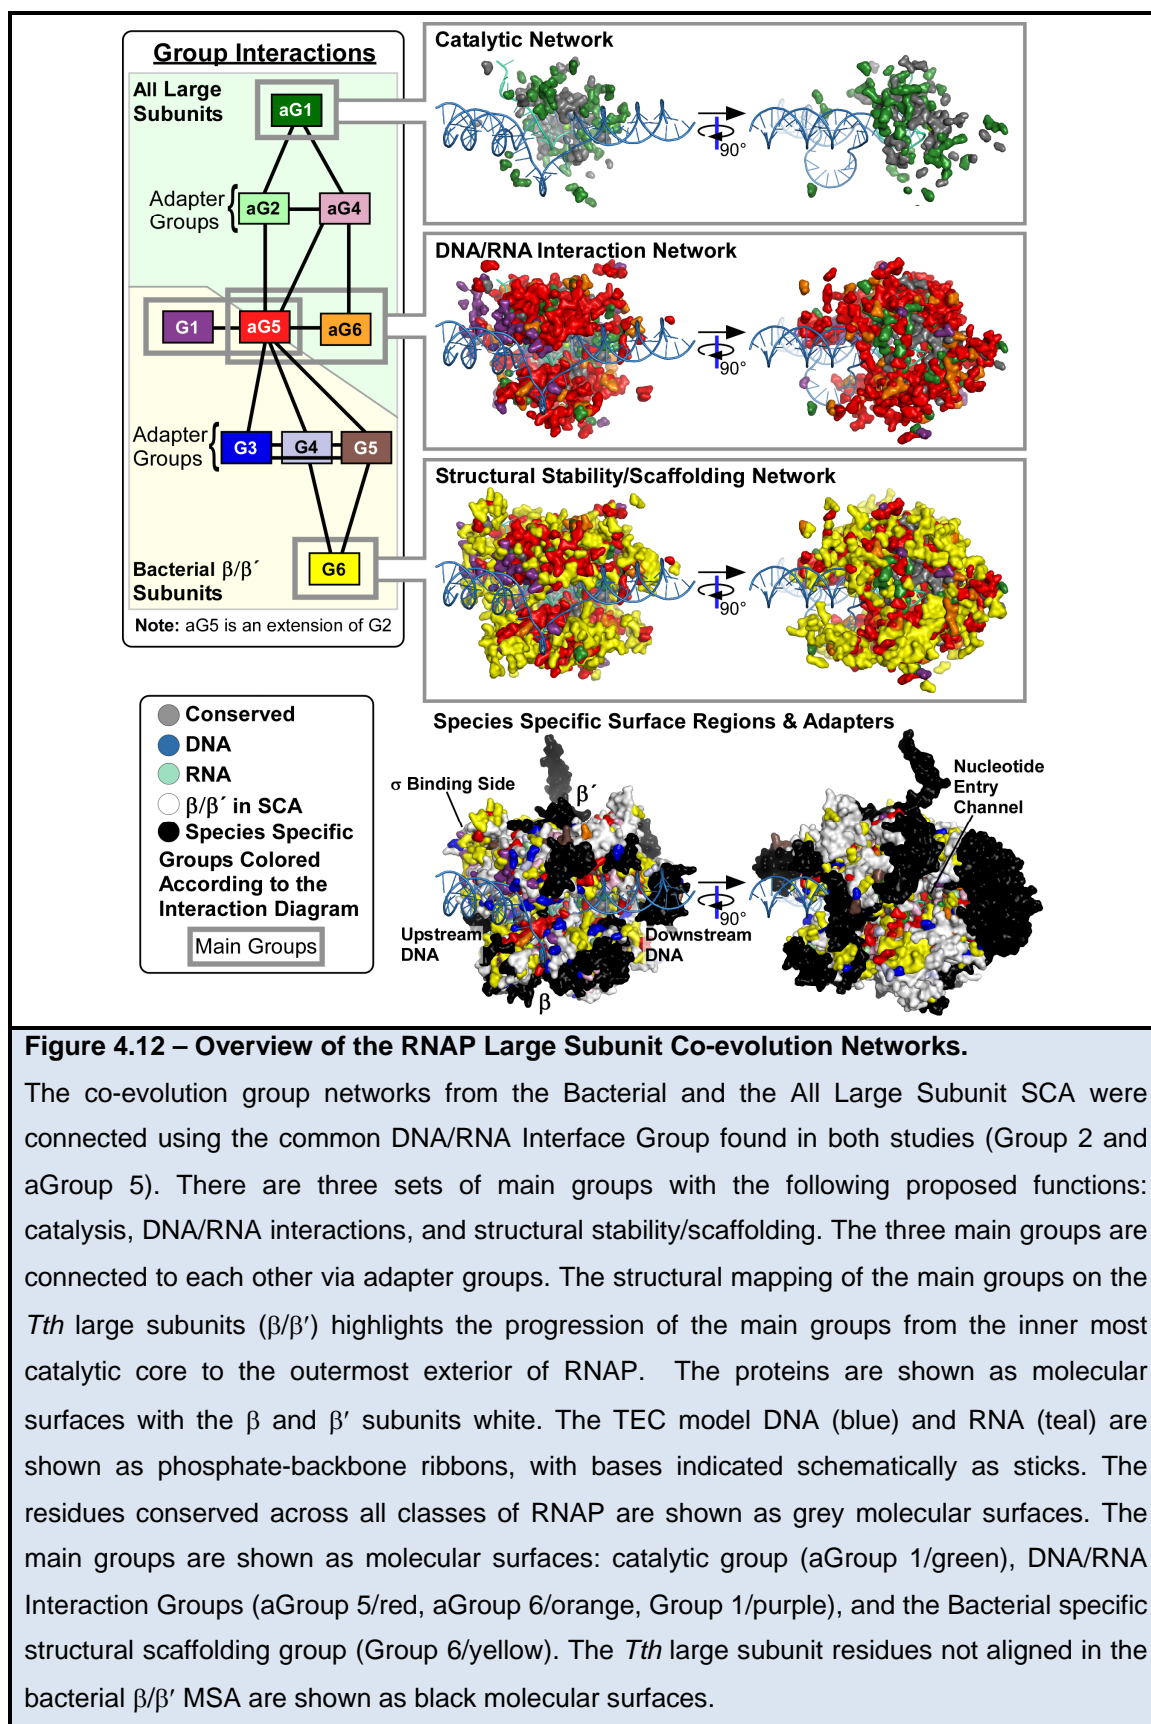 Group Interactions
All Large
Subunits
aG1
Adapter
Groups
aG2
aG4
G1
aG5
aG6
Adapter
Groups
G3
G4
G5
G6
Bacterial β/β´
Subunits
Note: aG5 is an extension of G2
Catalytic Network
90°
DNA/RNA Interaction Network
90°
Structural Stability/Scaffolding Network
90°
Conserved
DNA
RNA
β/β´ in SCA
Species Specific
Groups Colored
According to the
Interaction Diagram
Main Groups
Species Specific Surface Regions & Adapters
σ Binding Side
β´
Nucleotide
Entry
Channel
90°
Upstream
DNA
Downstream
DNA
β
Figure 4.12 – Overview of the RNAP Large Subunit Co-evolution Networks.
The co-evolution group networks from the Bacterial and the All Large Subunit SCA were
connected using the common DNA/RNA Interface Group found in both studies (Group 2 and
aGroup 5). There are three sets of main groups with the following proposed functions:
catalysis, DNA/RNA interactions, and structural stability/scaffolding. The three main groups are
connected to each other via adapter groups. The structural mapping of the main groups on the
Tth large subunits (β/β′) highlights the progression of the main groups from the inner most
catalytic core to the outermost exterior of RNAP. The proteins are shown as molecular
surfaces with the β and β′ subunits white. The TEC model DNA (blue) and RNA (teal) are
shown as phosphate-backbone ribbons, with bases indicated schematically as sticks. The
residues conserved across all classes of RNAP are shown as grey molecular surfaces. The
main groups are shown as molecular surfaces: catalytic group (aGroup 1/green), DNA/RNA
Interaction Groups (aGroup 5/red, aGroup 6/orange, Group 1/purple), and the Bacterial specific
structural scaffolding group (Group 6/yellow). The Tth large subunit residues not aligned in the
bacterial β/β′ MSA are shown as black molecular surfaces.